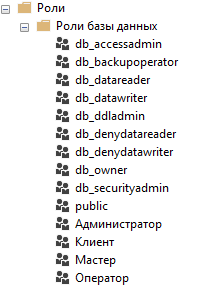 Роли
Роли базы данных
db_accessadmin
db_backupoperator
db_datareader
db_datawriter
db_ddladmin
db_denydatareader
db_denydatawriter
db_owner
db_securityadmin
public
Администратор
Клиент
Мастер
Оператор